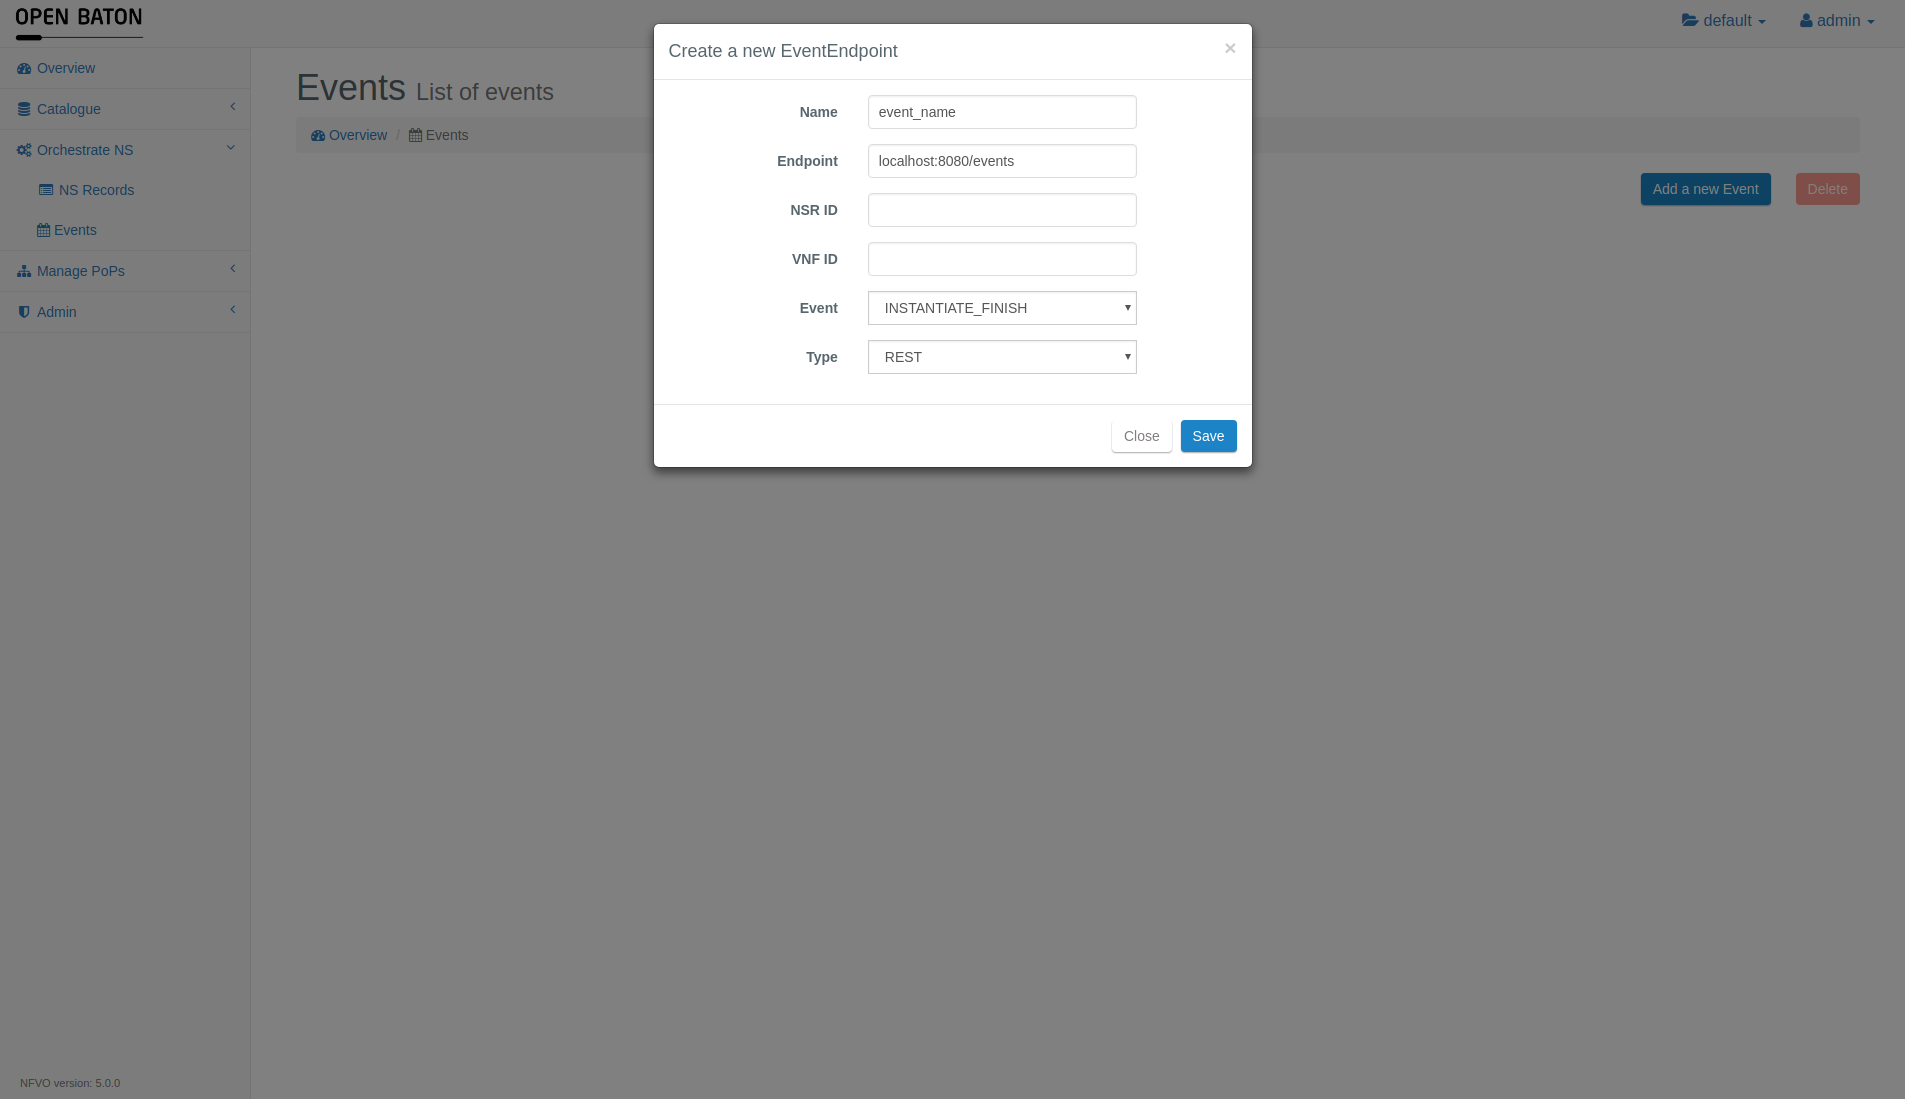 OPEN BATON
default
admin
Overview
Catalogue
Orchestrate NS
NS Records
Events
Manage PoPs
Admin
NFVO version: 5.0.0
Events List of events
Overview / Events
Add a new Event
Delete
Create a new EventEndpoint
×
Name event_name
Endpoint localhost:8080/events
NSR ID
VNF ID
Event INSTANTIATE_FINISH
Type REST
Close Save